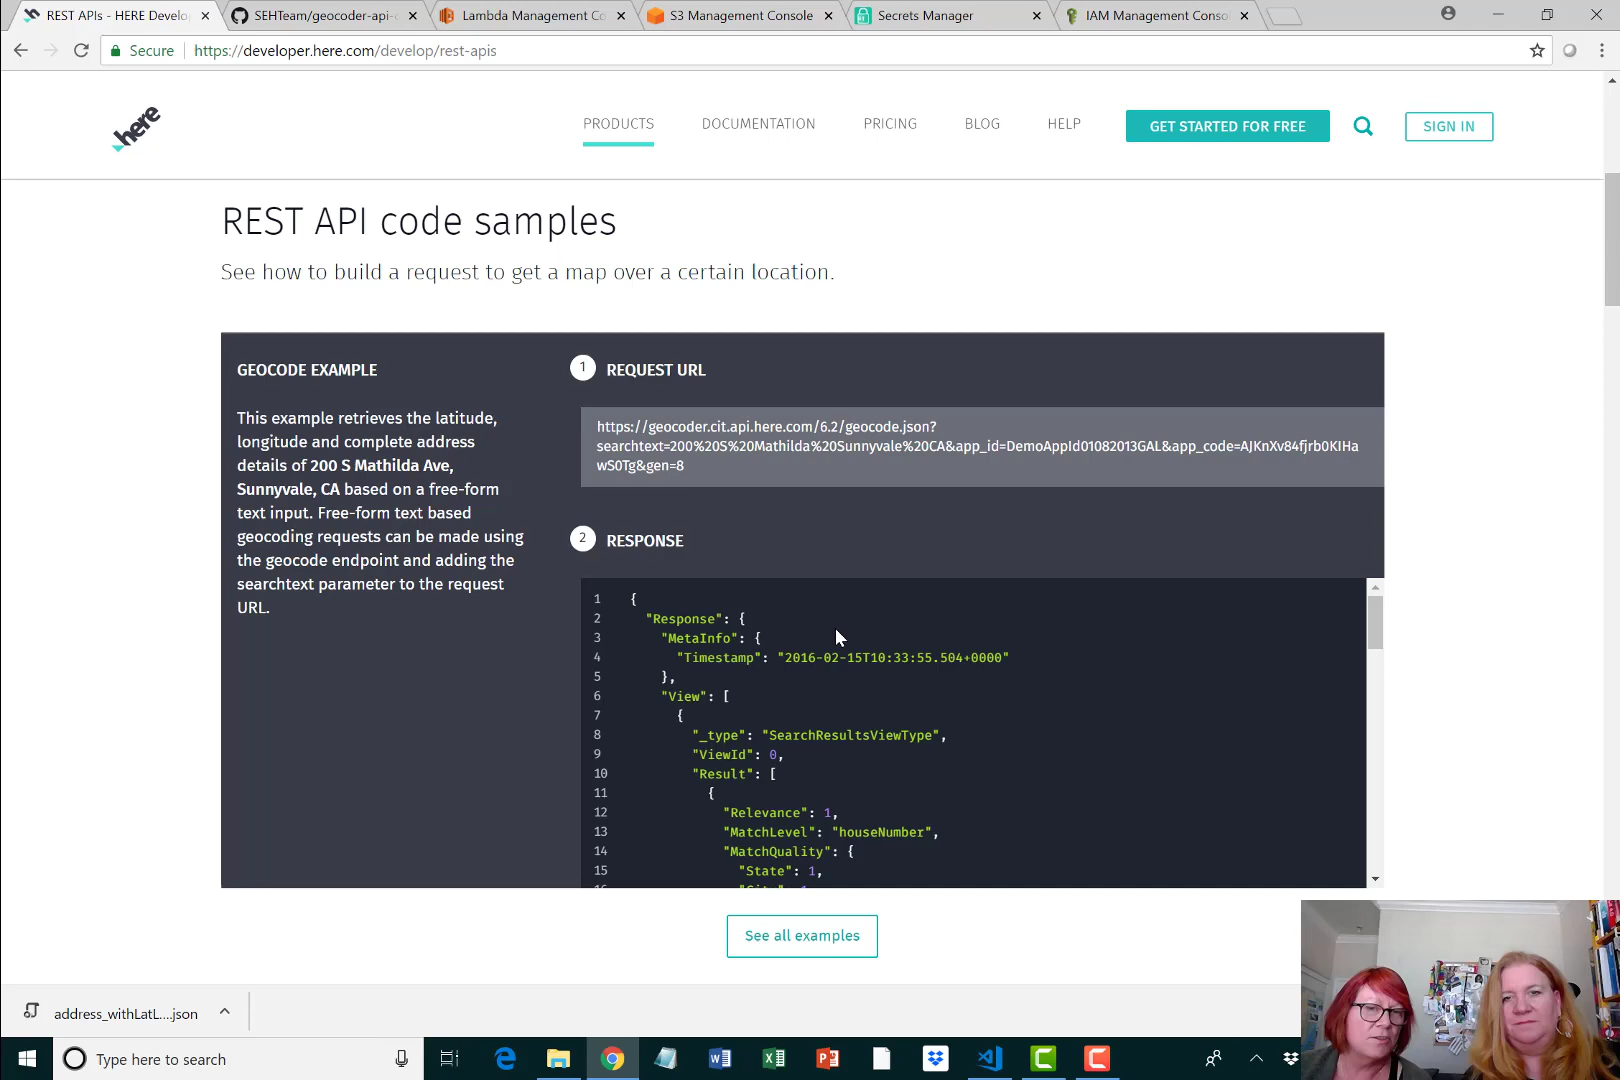 REST APIs - HERE Develo
SEHTeam/geocoder-api-c
Lambda Management Co
S3 Management Console
Secrets Manager
IAM Management Conso
Secure
https://developer.here.com/develop/rest-apis
here
PRODUCTS
DOCUMENTATION
PRICING
BLOG
HELP
GET STARTED FOR FREE
SIGN IN
REST API code samples
See how to build a request to get a map over a certain location.
GEOCODE EXAMPLE
This example retrieves the latitude,
longitude and complete address
details of 200 S Mathilda Ave,
Sunnyvale, CA based on a free-form
text input. Free-form text based
geocoding requests can be made using
the geocode endpoint and adding the
searchtext parameter to the request
URL.
1 REQUEST URL
https://geocoder.cit.api.here.com/6.2/geocode.json?
searchtext=200%20S%20Mathilda%20Sunnyvale%20CA&app_id=DemoAppId01082013GAL&app_code=AJKnXv84fjrb0KIHa
wS0Tg&gen=8
2 RESPONSE
1 {
2 "Response": {
3 "MetaInfo": {
4 "Timestamp": "2016-02-15T10:33:55.504+0000"
5 },
6 "View": [
7 {
8 "_type": "SearchResultsViewType",
9 "ViewId": 0,
10 "Result": [
11 {
12 "Relevance": 1,
13 "MatchLevel": "houseNumber",
14 "MatchQuality": {
15 "State": 1,
See all examples
address_withLatL....json
Type here to search